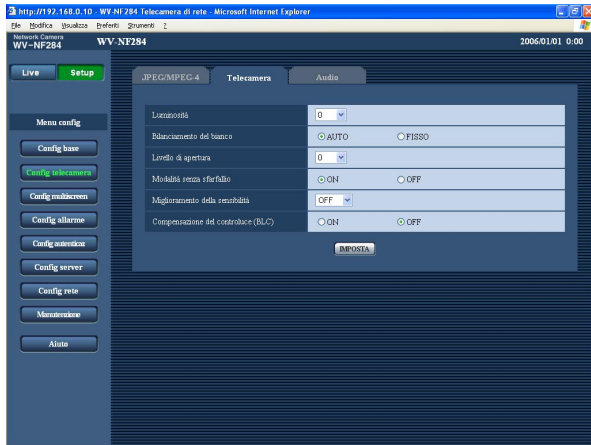 http://192.168.0.10 - WV-NF284 Telecamera di rete - Microsoft Internet Explorer
File Modifica Visualizza Preferiti Strumenti ?
Network Camera
WV-NF284
WV-NF284
2006/01/01 0:00
Live Setup
JPEG/MPEG-4 Telecamera Audio
Menu config
Config base
Config telecamera
Config multiscreen
Config allarme
Config autenticaz
Config server
Config rete
Manutenzione
Aiuto
Luminosità 0
Bilanciamento del bianco AUTO FISSO
Livello di apertura 0
Modalità senza sfarfallio ON OFF
Miglioramento della sensibilità OFF
Compensazione del controluce (BLC) ON OFF
IMPOSTA